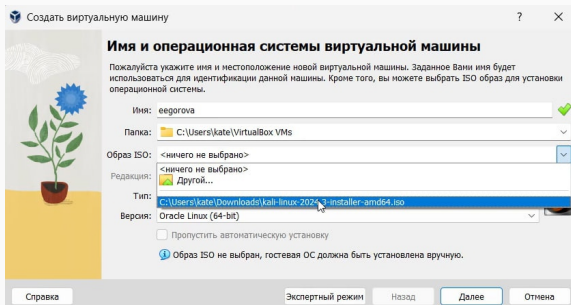 Создать виртуальную машину
?
Имя и операционная системы виртуальной машины
Пожалуйста укажите имя и местоположение новой виртуальной машины. Заданное Вами имя будет
использоваться для идентификации данной машины. Кроме того, вы можете выбрать ISO образ для установки
операционной системы.
Имя: eegorova
Папка: C:\Users\kate\VirtualBox VMs
Образ ISO: <ничего не выбрано>
<ничего не выбрано>
Редакция: Другой...
Тип: C:\Users\kate\Downloads\kali-linux-2024.3-installer-amd64.iso
Версия: Oracle Linux (64-bit)
Пропустить автоматическую установку
Образ ISO не выбран, гостевая ОС должна быть установлена вручную.
Справка Экспертный режим Назад Далее Отмена